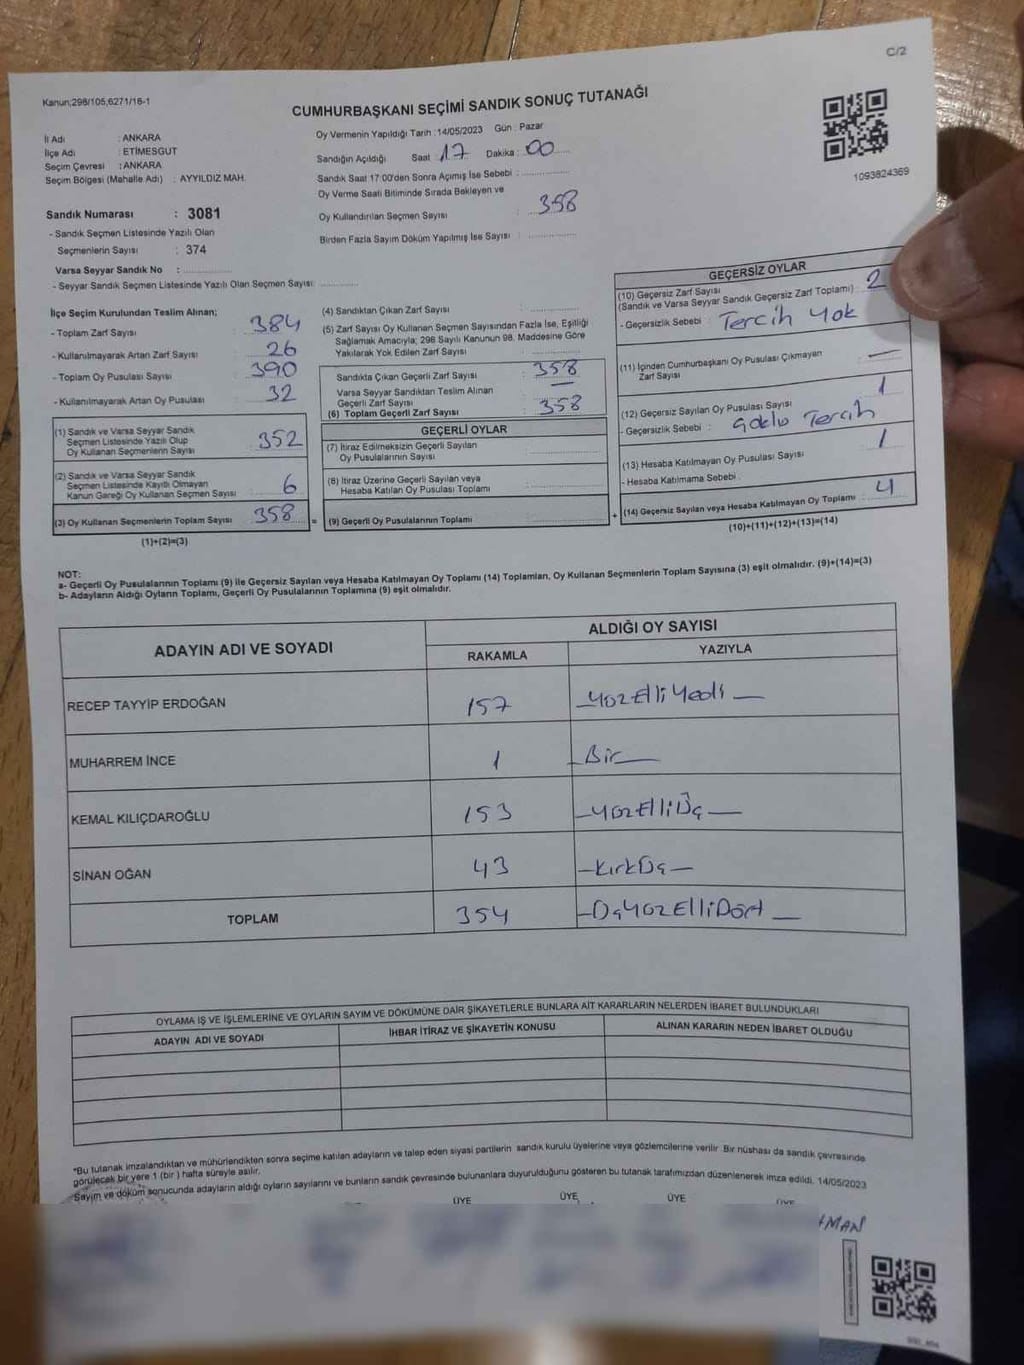 C/2
Kanun;298/105,6271/16-1
CUMHURBAŞKANI SEÇİMİ SANDIK SONUÇ TUTANAĞI
1093824369
İl Adı : ANKARA
İlçe Adı : ETİMESGUT
Seçim Çevresi : ANKARA
Seçim Bölgesi (Mahalle Adı) : AYYILDIZ MAH.
Sandık Numarası : 3081
- Sandık Seçmen Listesinde Yazılı Olan
Seçmenlerin Sayısı : 374
Varsa Seyyar Sandık No :
- Seyyar Sandık Seçmen Listesinde Yazılı Olan Seçmen Sayısı:
Oy Vermenin Yapıldığı Tarih :14/05/2023 Gün : Pazar
Sandığın Açıldığı Saat : 17 Dakika : 00
Sandık Saat 17:00'den Sonra Açımış İse Sebebi :
Oy Verme Saati Bitiminde Sırada Bekleyen ve
Oy Kullandırılan Seçmen Sayısı : 358
Birden Fazla Sayım Döküm Yapılmış İse Sayısı :
İlçe Seçim Kurulundan Teslim Alınan;
- Toplam Zarf Sayısı : 384
- Kullanılmayarak Artan Zarf Sayısı : 26
- Toplam Oy Pusulası Sayısı : 390
- Kullanılmayarak Artan Oy Pusulası : 32
(1) Sandık ve Varsa Seyyar Sandık
Seçmen Listesinde Yazılı Olup
Oy Kullanan Seçmenlerin Sayısı : 352
(2) Sandık ve Varsa Seyyar Sandık
Seçmen Listesinde Kayıtlı Olmayan
Kanun Gereği Oy Kullanan Seçmen Sayısı : 6
(3) Oy Kullanan Seçmenlerin Toplam Sayısı : 358
(1)+(2)=(3)
(4) Sandıktan Çıkan Zarf Sayısı :
(5) Zarf Sayısı Oy Kullanan Seçmen Sayısından Fazla İse, Eşitliği
Sağlamak Amacıyla; 298 Sayılı Kanunun 98. Maddesine Göre
Yakılarak Yok Edilen Zarf Sayısı :
Sandıkta Çıkan Geçerli Zarf Sayısı : 358
Varsa Seyyar Sandıktan Teslim Alınan
Geçerli Zarf Sayısı : —
(6) Toplam Geçerli Zarf Sayısı : 358
GEÇERLİ OYLAR
(7) İtiraz Edilmeksizin Geçerli Sayılan
Oy Pusulalarının Sayısı :
(8) İtiraz Üzerine Geçerli Sayılan veya
Hesaba Katılan Oy Pusulası Toplamı :
= (9) Geçerli Oy Pusulalarının Toplamı :
GEÇERSİZ OYLAR
(10) Geçersiz Zarf Sayısı
(Sandık ve Varsa Seyyar Sandık Geçersiz Zarf Toplamı) : 2
- Geçersizlik Sebebi : Tercih Yok
(11) İçinden Cumhurbaşkanı Oy Pusulası Çıkmayan
Zarf Sayısı : —
(12) Geçersiz Sayılan Oy Pusulası Sayısı : 1
- Geçersizlik Sebebi : Çoklu Tercih
(13) Hesaba Katılmayan Oy Pusulası Sayısı : 1
- Hesaba Katılmama Sebebi :
+ (14) Geçersiz Sayılan veya Hesaba Katılmayan Oy Toplamı : 4
(10)+(11)+(12)+(13)=(14)
NOT:
a- Geçerli Oy Pusulalarının Toplamı (9) ile Geçersiz Sayılan veya Hesaba Katılmayan Oy Toplamı (14) Toplamları, Oy Kullanan Seçmenlerin Toplam Sayısına (3) eşit olmalıdır. (9)+(14)=(3)
b- Adayların Aldığı Oyların Toplamı, Geçerli Oy Pusulalarının Toplamına (9) eşit olmalıdır.
ADAYIN ADI VE SOYADI
ALDIĞI OY SAYISI
RAKAMLA YAZIYLA
RECEP TAYYİP ERDOĞAN 157 —YüzElliYedi—
MUHARREM İNCE 1 —Bir—
KEMAL KILIÇDAROĞLU 153 —YüzElliÜç—
SİNAN OĞAN 43 —KırkÜç—
TOPLAM 354 —ÜçYüzElliDört—
OYLAMA İŞ VE İŞLEMLERİNE VE OYLARIN SAYIM VE DÖKÜMÜNE DAİR ŞİKAYETLERLE BUNLARA AİT KARARLARIN NELERDEN İBARET BULUNDUKLARI
ADAYIN ADI VE SOYADI İHBAR İTİRAZ VE ŞİKAYETİN KONUSU ALINAN KARARIN NEDEN İBARET OLDUĞU
*Bu tutanak imzalandıktan ve mühürlendikten sonra seçime katılan adayların ve talep eden siyasi partilerin sandık kurulu üyelerine veya gözlemcilerine verilir. Bir nüshası da sandık çevresinde
görülecek bir yere 1 (bir) hafta süreyle asılır.
Sayım ve döküm sonucunda adayların aldığı oyların sayılarını ve bunların sandık çevresinde bulunanlara duyurulduğunu gösteren bu tutanak tarafımızdan düzenlenerek imza edildi. 14/05/2023
ÜYE ÜYE ÜYE ÜYE
MAN